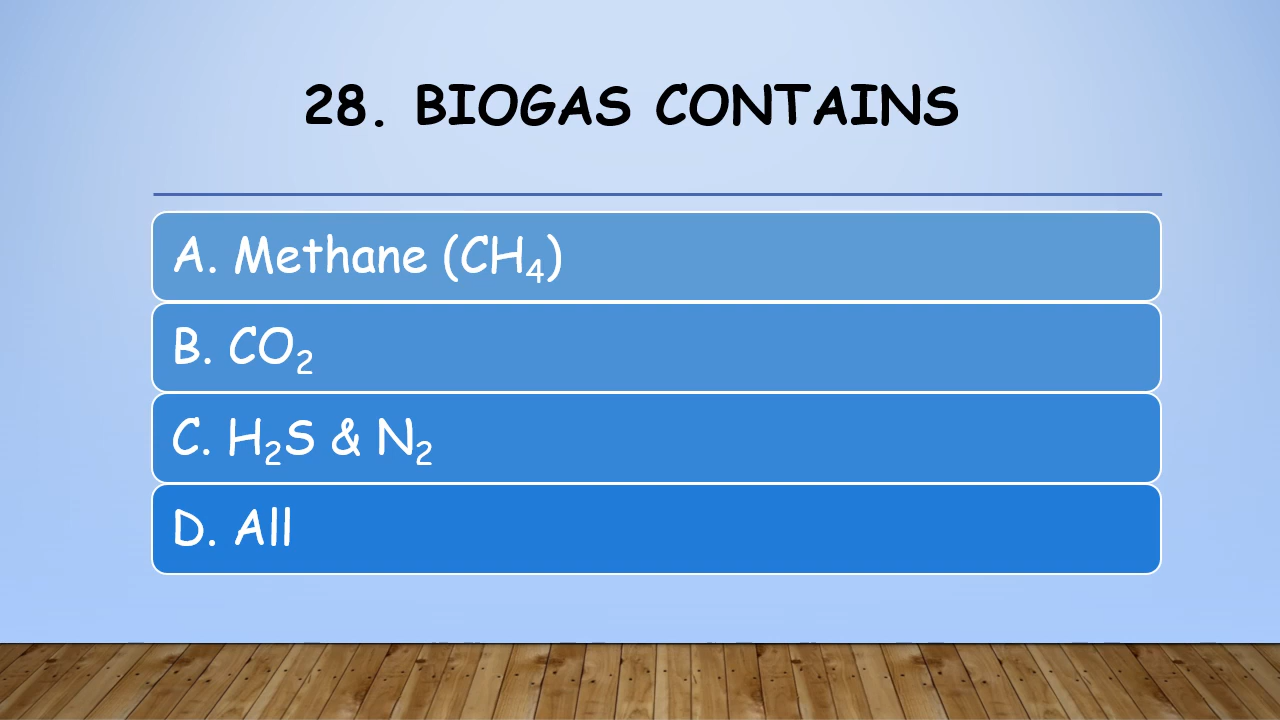 28. BIOGAS CONTAINS
A. Methane (CH₄)
B. CO₂
C. H₂S & N₂
D. All